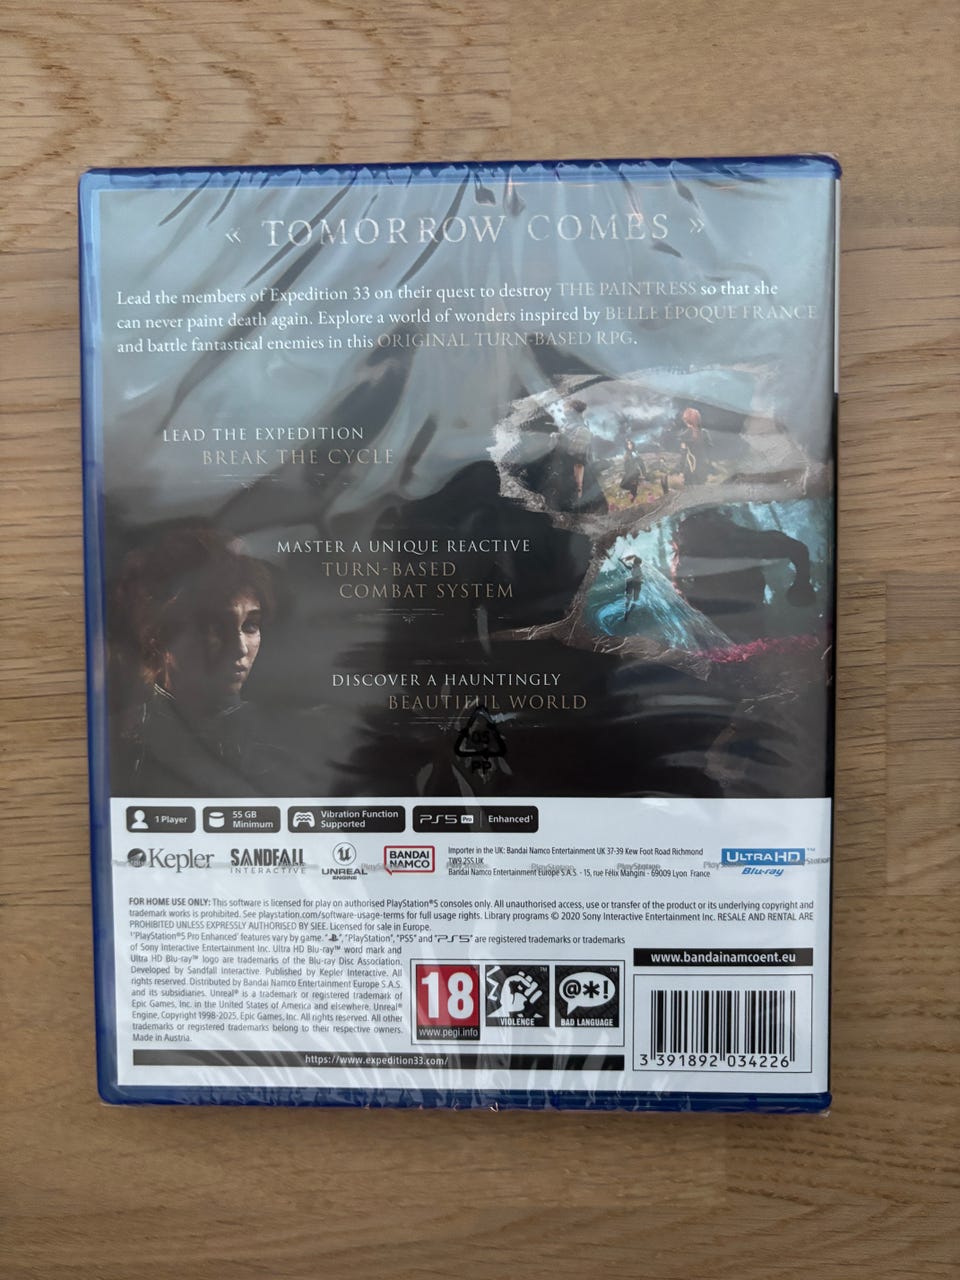 « TOMORROW COMES »
Lead the members of Expedition 33 on their quest to destroy THE PAINTRESS so that she
can never paint death again. Explore a world of wonders inspired by BELLE ÉPOQUE FRANCE
and battle fantastical enemies in this ORIGINAL TURN-BASED RPG.
LEAD THE EXPEDITION
BREAK THE CYCLE
MASTER A UNIQUE REACTIVE
TURN-BASED
COMBAT SYSTEM
DISCOVER A HAUNTINGLY
BEAUTIFUL WORLD
05
PP
1 Player
55 GB
Minimum
Vibration Function
Supported
PS5 Pro Enhanced¹
Kepler
SANDFALL
INTERACTIVE
UNREAL
ENGINE
BANDAI
NAMCO
Importer in the UK: Bandai Namco Entertainment UK 37-39 Kew Foot Road Richmond
TW9 2SS UK
Bandai Namco Entertainment Europe S.A.S. - 15, rue Félix Mangini - 69009 Lyon France
ULTRA HD
Blu-ray™
FOR HOME USE ONLY: This software is licensed for play on authorised PlayStation®5 consoles only. All unauthorised access, use or transfer of the product or its underlying copyright and
trademark works is prohibited. See playstation.com/software-usage-terms for full usage rights. Library programs © 2020 Sony Interactive Entertainment Inc. RESALE AND RENTAL ARE
PROHIBITED UNLESS EXPRESSLY AUTHORISED BY SIEE. Licensed for sale in Europe.
¹'PlayStation®5 Pro Enhanced' features vary by game. "PlayStation", "PS5" and "PS5" are registered trademarks or trademarks
of Sony Interactive Entertainment Inc. Ultra HD Blu-ray™ word mark and
Ultra HD Blu-ray™ logo are trademarks of the Blu-ray Disc Association.
Developed by Sandfall Interactive. Published by Kepler Interactive. All
rights reserved. Distributed by Bandai Namco Entertainment Europe S.A.S.
and its subsidiaries. Unreal® is a trademark or registered trademark of
Epic Games, Inc. in the United States of America and elsewhere. Unreal®
Engine, Copyright 1998-2025, Epic Games, Inc. All rights reserved. All other
trademarks or registered trademarks belong to their respective owners.
Made in Austria.
www.bandainamcoent.eu
18
www.pegi.info
VIOLENCE
@*!
BAD LANGUAGE
3 391892 034226
https://www.expedition33.com/